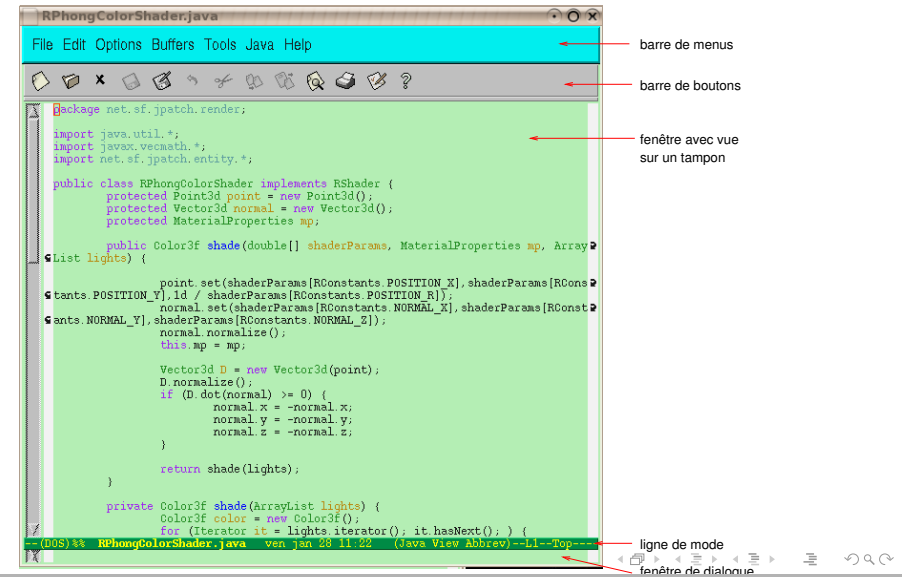 RPhongColorShader.java
File Edit Options Buffers Tools Java Help
barre de menus
barre de boutons
fenêtre avec vue
sur un tampon
package net.sf.jpatch.render;
import java.util.*;
import javax.vecmath.*;
import net.sf.jpatch.entity.*;
public class RPhongColorShader implements RShader {
protected Point3d point = new Point3d();
protected Vector3d normal = new Vector3d();
protected MaterialProperties mp;
public Color3f shade(double[] shaderParams, MaterialProperties mp, Array
List lights) {
point.set(shaderParams[RConstants.POSITION_X],shaderParams[RCons
tants.POSITION_Y],1d / shaderParams[RConstants.POSITION_R]);
normal.set(shaderParams[RConstants.NORMAL_X],shaderParams[RConst
ants.NORMAL_Y],shaderParams[RConstants.NORMAL_Z]);
normal.normalize();
this.mp = mp;
Vector3d D = new Vector3d(point);
D.normalize();
if (D.dot(normal) >= 0) {
normal.x = -normal.x;
normal.y = -normal.y;
normal.z = -normal.z;
}
return shade(lights);
}
private Color3f shade(ArrayList lights) {
Color3f color = new Color3f();
for (Iterator it = lights.iterator(); it.hasNext(); ) {
--(DOS)%% RPhongColorShader.java ven jan 28 11:22 (Java View Abbrev)--L1--Top----
ligne de mode
fenêtre de dialogue